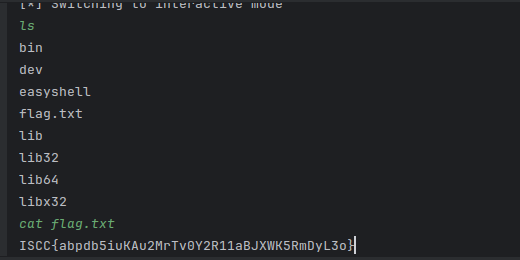 [*] Switching to interactive mode
ls
bin
dev
easyshell
flag.txt
lib
lib32
lib64
libx32
cat flag.txt
ISCC{abpdb5iuKAu2MrTv0Y2R11aBJXWK5RmDyL3o}